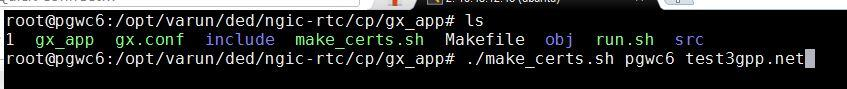 root@pgwc6:/opt/varun/ded/ngic-rtc/cp/gx_app# ls
1 gx_app gx.conf include make_certs.sh Makefile obj run.sh src
root@pgwc6:/opt/varun/ded/ngic-rtc/cp/gx_app# ./make_certs.sh pgwc6 test3gpp.net